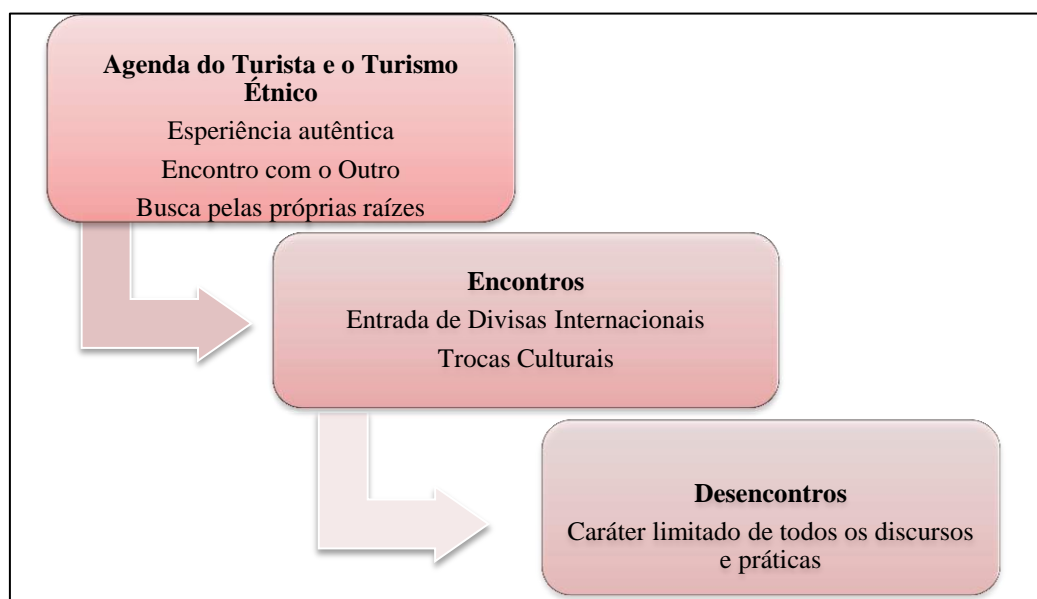 Agenda do Turista e o Turismo
Étnico
Esperiência autêntica
Encontro com o Outro
Busca pelas próprias raízes
Encontros
Entrada de Divisas Internacionais
Trocas Culturais
Desencontros
Caráter limitado de todos os discursos
e práticas